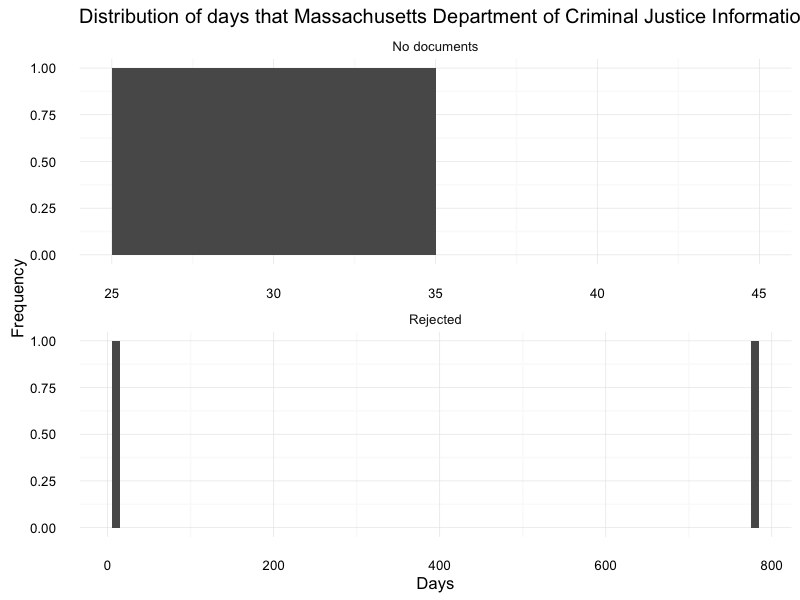 Distribution of days that Massachusetts Department of Criminal Justice Informatio
No documents
1.00
0.75
0.50
0.25
0.00
25 30 35 40 45
Frequency
Rejected
1.00
0.75
0.50
0.25
0.00
0 200 400 600 800
Days